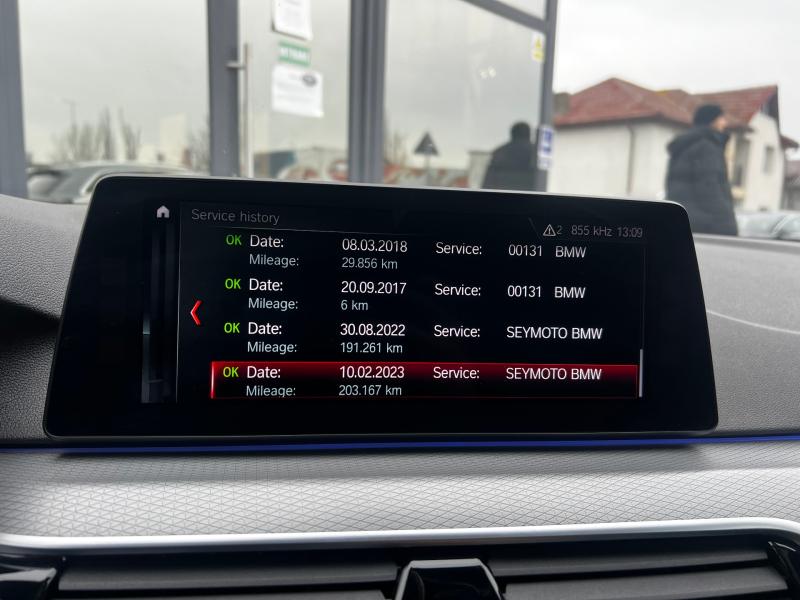 Service history
2 855 kHz 13:09
OK Date: 08.03.2018 Service: 00131 BMW
Mileage: 29.856 km
OK Date: 20.09.2017 Service: 00131 BMW
Mileage: 6 km
OK Date: 30.08.2022 Service: SEYMOTO BMW
Mileage: 191.261 km
OK Date: 10.02.2023 Service: SEYMOTO BMW
Mileage: 203.167 km